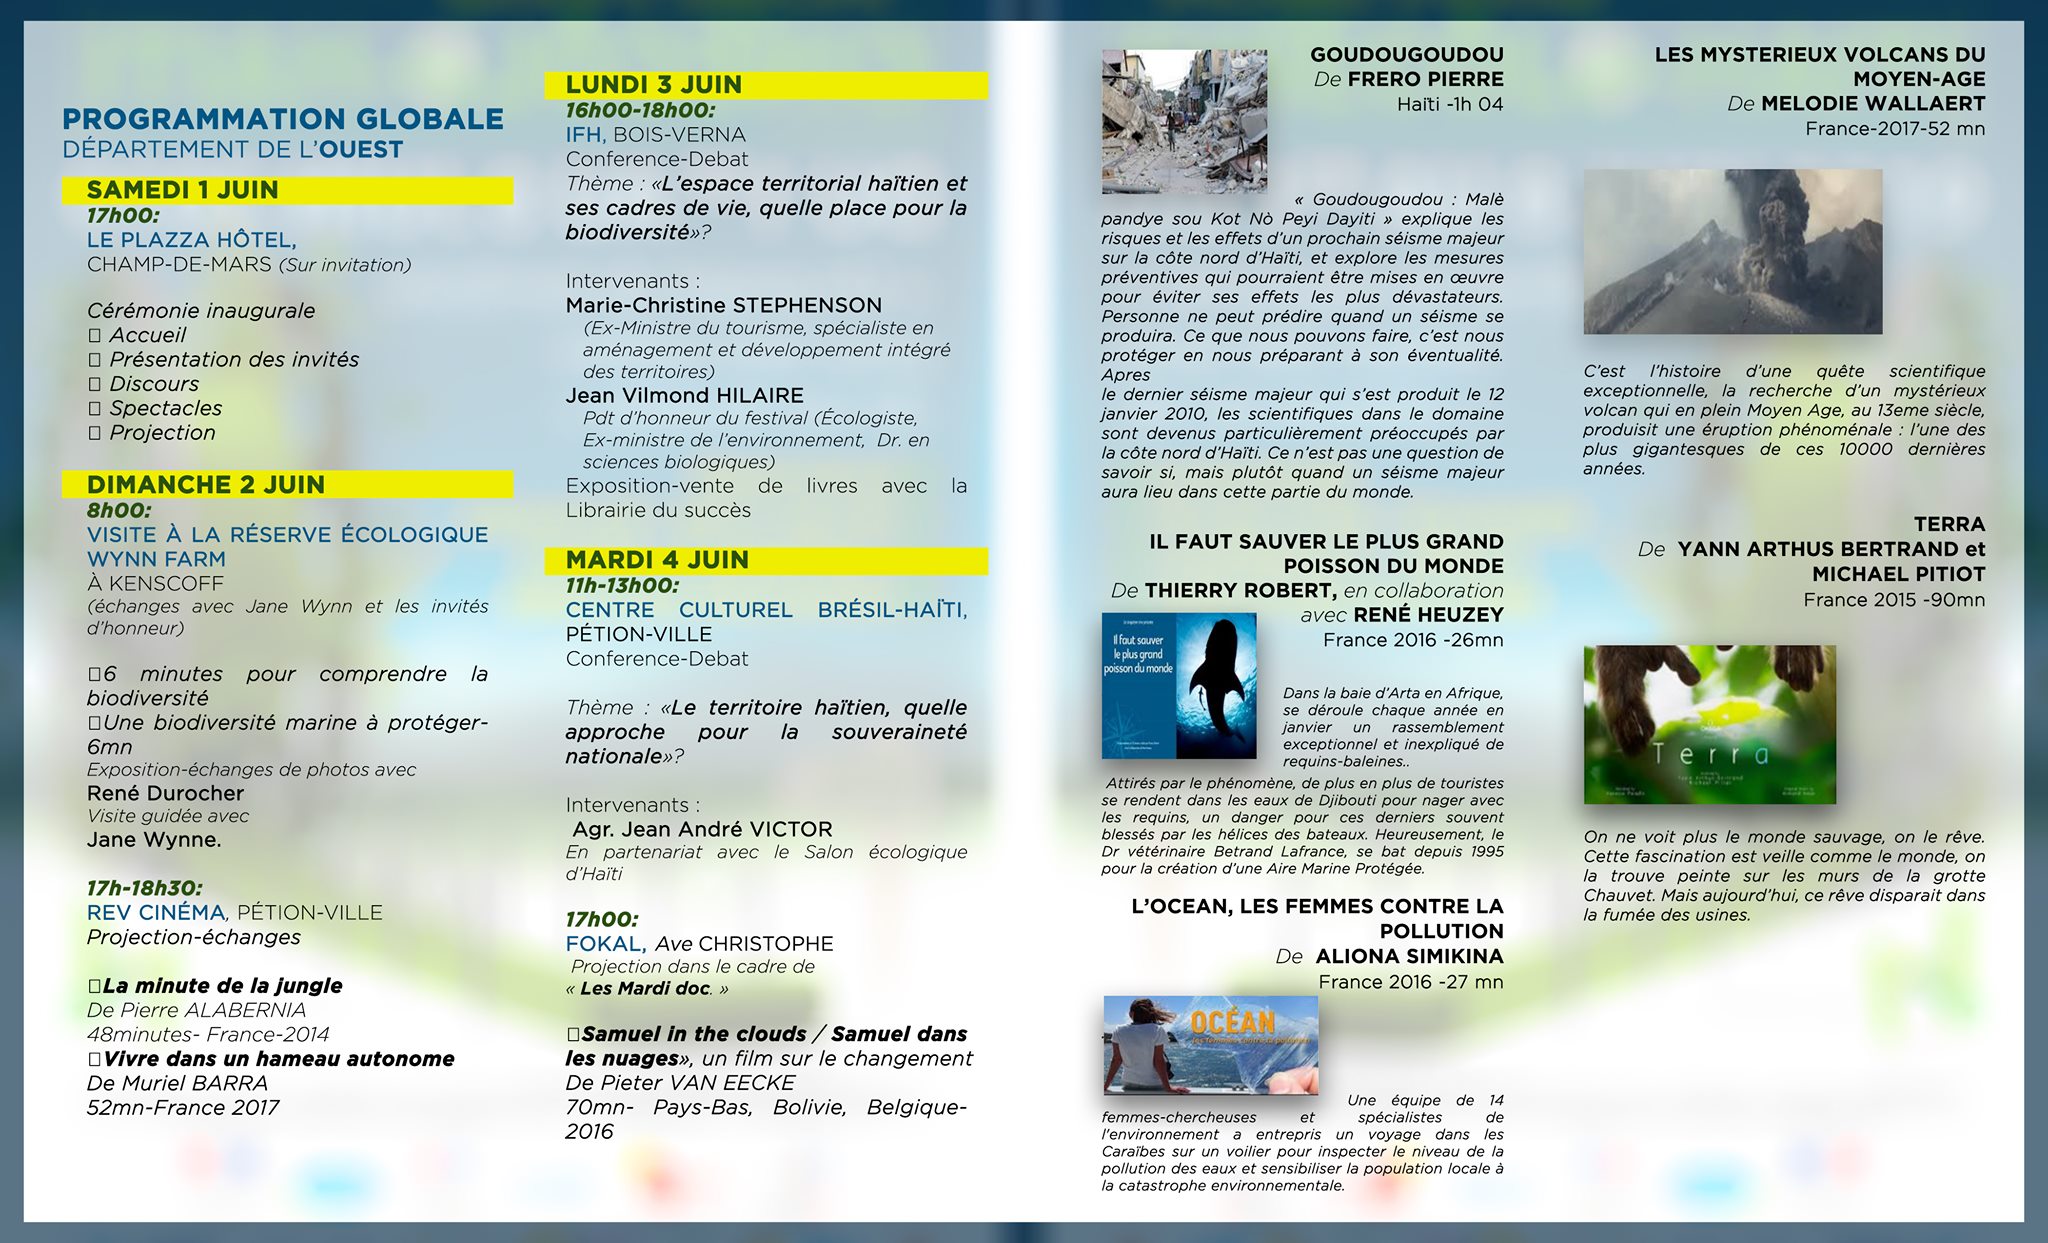 PROGRAMMATION GLOBALE
DÉPARTEMENT DE L'OUEST
SAMEDI 1 JUIN
17h00:
LE PLAZZA HÔTEL,
CHAMP-DE-MARS (Sur invitation)
Cérémonie inaugurale
Accueil
Présentation des invités
Discours
Spectacles
Projection
DIMANCHE 2 JUIN
8h00:
VISITE À LA RÉSERVE ÉCOLOGIQUE
WYNN FARM
À KENSCOFF
(échanges avec Jane Wynn et les invités
d'honneur)
6 minutes pour comprendre la
biodiversité
Une biodiversité marine à protéger-
6mn
Exposition-échanges de photos avec
René Durocher
Visite guidée avec
Jane Wynne.
17h-18h30:
REV CINÉMA, PÉTION-VILLE
Projection-échanges
La minute de la jungle
De Pierre ALABERNIA
48minutes- France-2014
Vivre dans un hameau autonome
De Muriel BARRA
52mn-France 2017
LUNDI 3 JUIN
16h00-18h00:
IFH, BOIS-VERNA
Conference-Debat
Thème : «L'espace territorial haïtien et
ses cadres de vie, quelle place pour la
biodiversité»?
Intervenants :
Marie-Christine STEPHENSON
(Ex-Ministre du tourisme, spécialiste en
aménagement et développement intégré
des territoires)
Jean Vilmond HILAIRE
Pdt d'honneur du festival (Écologiste,
Ex-ministre de l'environnement, Dr. en
sciences biologiques)
Exposition-vente de livres avec la
Librairie du succès
MARDI 4 JUIN
11h-13h00:
CENTRE CULTUREL BRÉSIL-HAÏTI,
PÉTION-VILLE
Conference-Debat
Thème : «Le territoire haïtien, quelle
approche pour la souveraineté
nationale»?
Intervenants :
Agr. Jean André VICTOR
En partenariat avec le Salon écologique
d'Haïti
17h00:
FOKAL, Ave CHRISTOPHE
Projection dans le cadre de
« Les Mardi doc. »
Samuel in the clouds / Samuel dans
les nuages», un film sur le changement
De Pieter VAN EECKE
70mn- Pays-Bas, Bolivie, Belgique-
2016
GOUDOUGOUDOU
De FRERO PIERRE
Haïti -1h 04
« Goudougoudou : Malè
pandye sou Kot Nò Peyi Dayiti » explique les
risques et les effets d'un prochain séisme majeur
sur la côte nord d'Haïti, et explore les mesures
préventives qui pourraient être mises en œuvre
pour éviter ses effets les plus dévastateurs.
Personne ne peut prédire quand un séisme se
produira. Ce que nous pouvons faire, c'est nous
protéger en nous préparant à son éventualité.
Apres
le dernier séisme majeur qui s'est produit le 12
janvier 2010, les scientifiques dans le domaine
sont devenus particulièrement préoccupés par
la côte nord d'Haïti. Ce n'est pas une question de
savoir si, mais plutôt quand un séisme majeur
aura lieu dans cette partie du monde.
IL FAUT SAUVER LE PLUS GRAND
POISSON DU MONDE
De THIERRY ROBERT, en collaboration
avec RENÉ HEUZEY
France 2016 -26mn
Il faut sauver
le plus grand
poisson du monde
Dans la baie d'Arta en Afrique,
se déroule chaque année en
janvier un rassemblement
exceptionnel et inexpliqué de
requins-baleines..
Attirés par le phénomène, de plus en plus de touristes
se rendent dans les eaux de Djibouti pour nager avec
les requins, un danger pour ces derniers souvent
blessés par les hélices des bateaux. Heureusement, le
Dr vétérinaire Betrand Lafrance, se bat depuis 1995
pour la création d'une Aire Marine Protégée.
L'OCEAN, LES FEMMES CONTRE LA
POLLUTION
De ALIONA SIMIKINA
France 2016 -27 mn
OCÉAN
les femmes contre la pollution
Une équipe de 14
femmes-chercheuses et spécialistes de
l'environnement a entrepris un voyage dans les
Caraïbes sur un voilier pour inspecter le niveau de la
pollution des eaux et sensibiliser la population locale à
la catastrophe environnementale.
LES MYSTERIEUX VOLCANS DU
MOYEN-AGE
De MELODIE WALLAERT
France-2017-52 mn
C'est l'histoire d'une quête scientifique
exceptionnelle, la recherche d'un mystérieux
volcan qui en plein Moyen Age, au 13eme siècle,
produisit une éruption phénoménale : l'une des
plus gigantesques de ces 10000 dernières
années.
TERRA
De YANN ARTHUS BERTRAND et
MICHAEL PITIOT
France 2015 -90mn
Terra
On ne voit plus le monde sauvage, on le rêve.
Cette fascination est veille comme le monde, on
la trouve peinte sur les murs de la grotte
Chauvet. Mais aujourd'hui, ce rêve disparait dans
la fumée des usines.